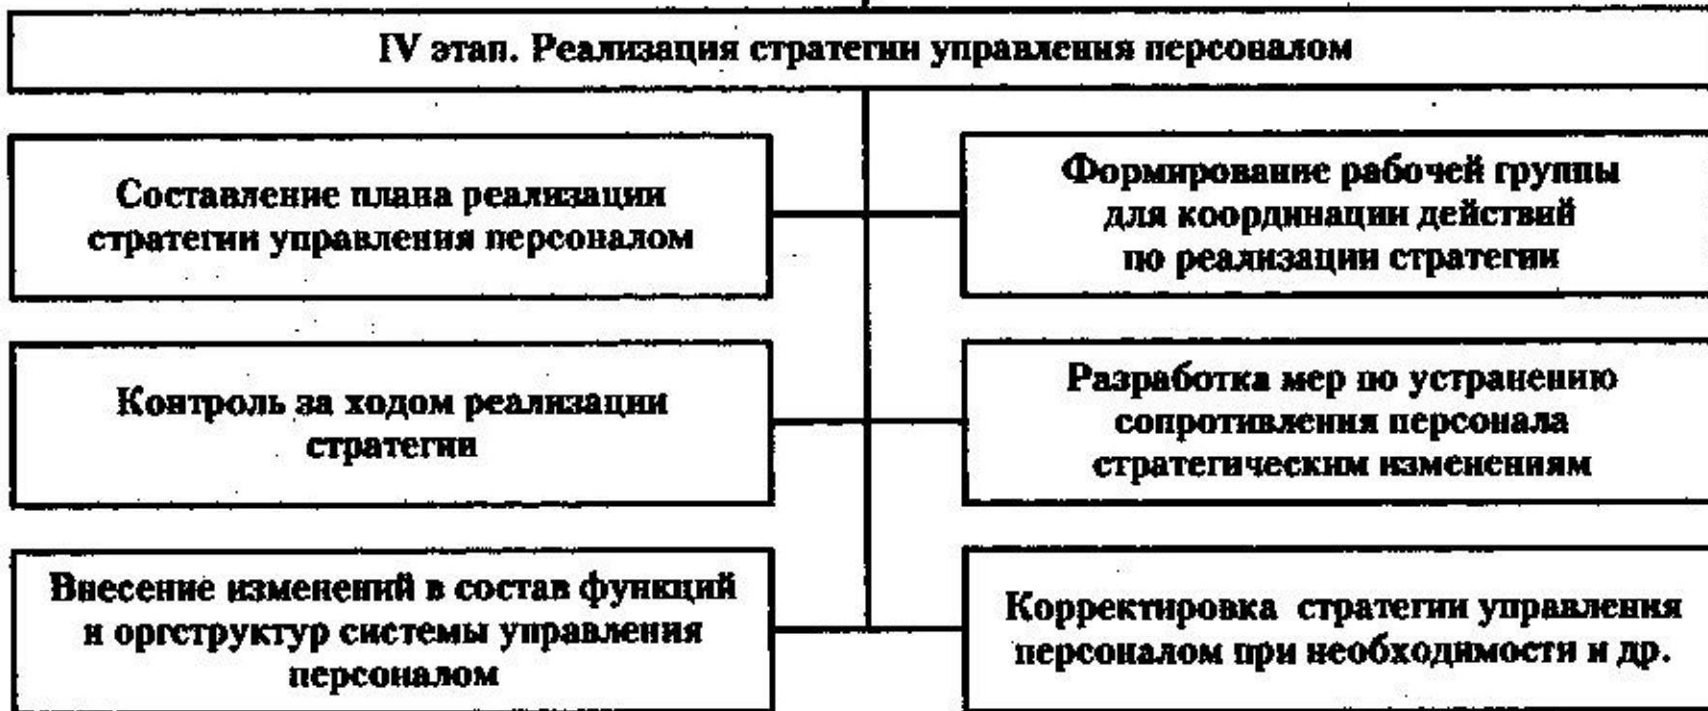 IV этап. Реализация стратегии управления персоналом
Составление плана реализации
стратегии управления персоналом
Формирование рабочей группы
для координации действий
по реализации стратегии
Контроль за ходом реализации
стратегии
Разработка мер по устранению
сопротивления персонала
стратегическим изменениям
Внесение изменений в состав функций
и оргструктур системы управления
персоналом
Корректировка стратегии управления
персоналом при необходимости и др.